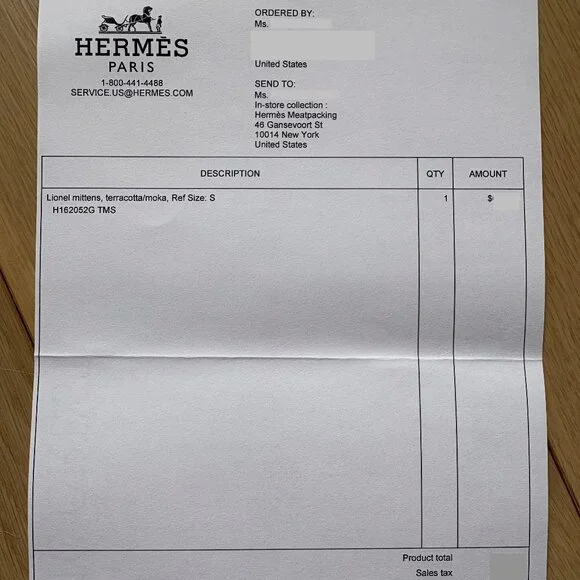 HERMÈS
PARIS
1-800-441-4488
SERVICE.US@HERMES.COM
ORDERED BY:
Ms.
United States
SEND TO:
Ms.
In-store collection :
Hermès Meatpacking
46 Gansevoort St
10014 New York
United States
DESCRIPTION QTY AMOUNT
Lionel mittens, terracotta/moka, Ref Size: S 1 $
H162052G TMS
Product total
Sales tax